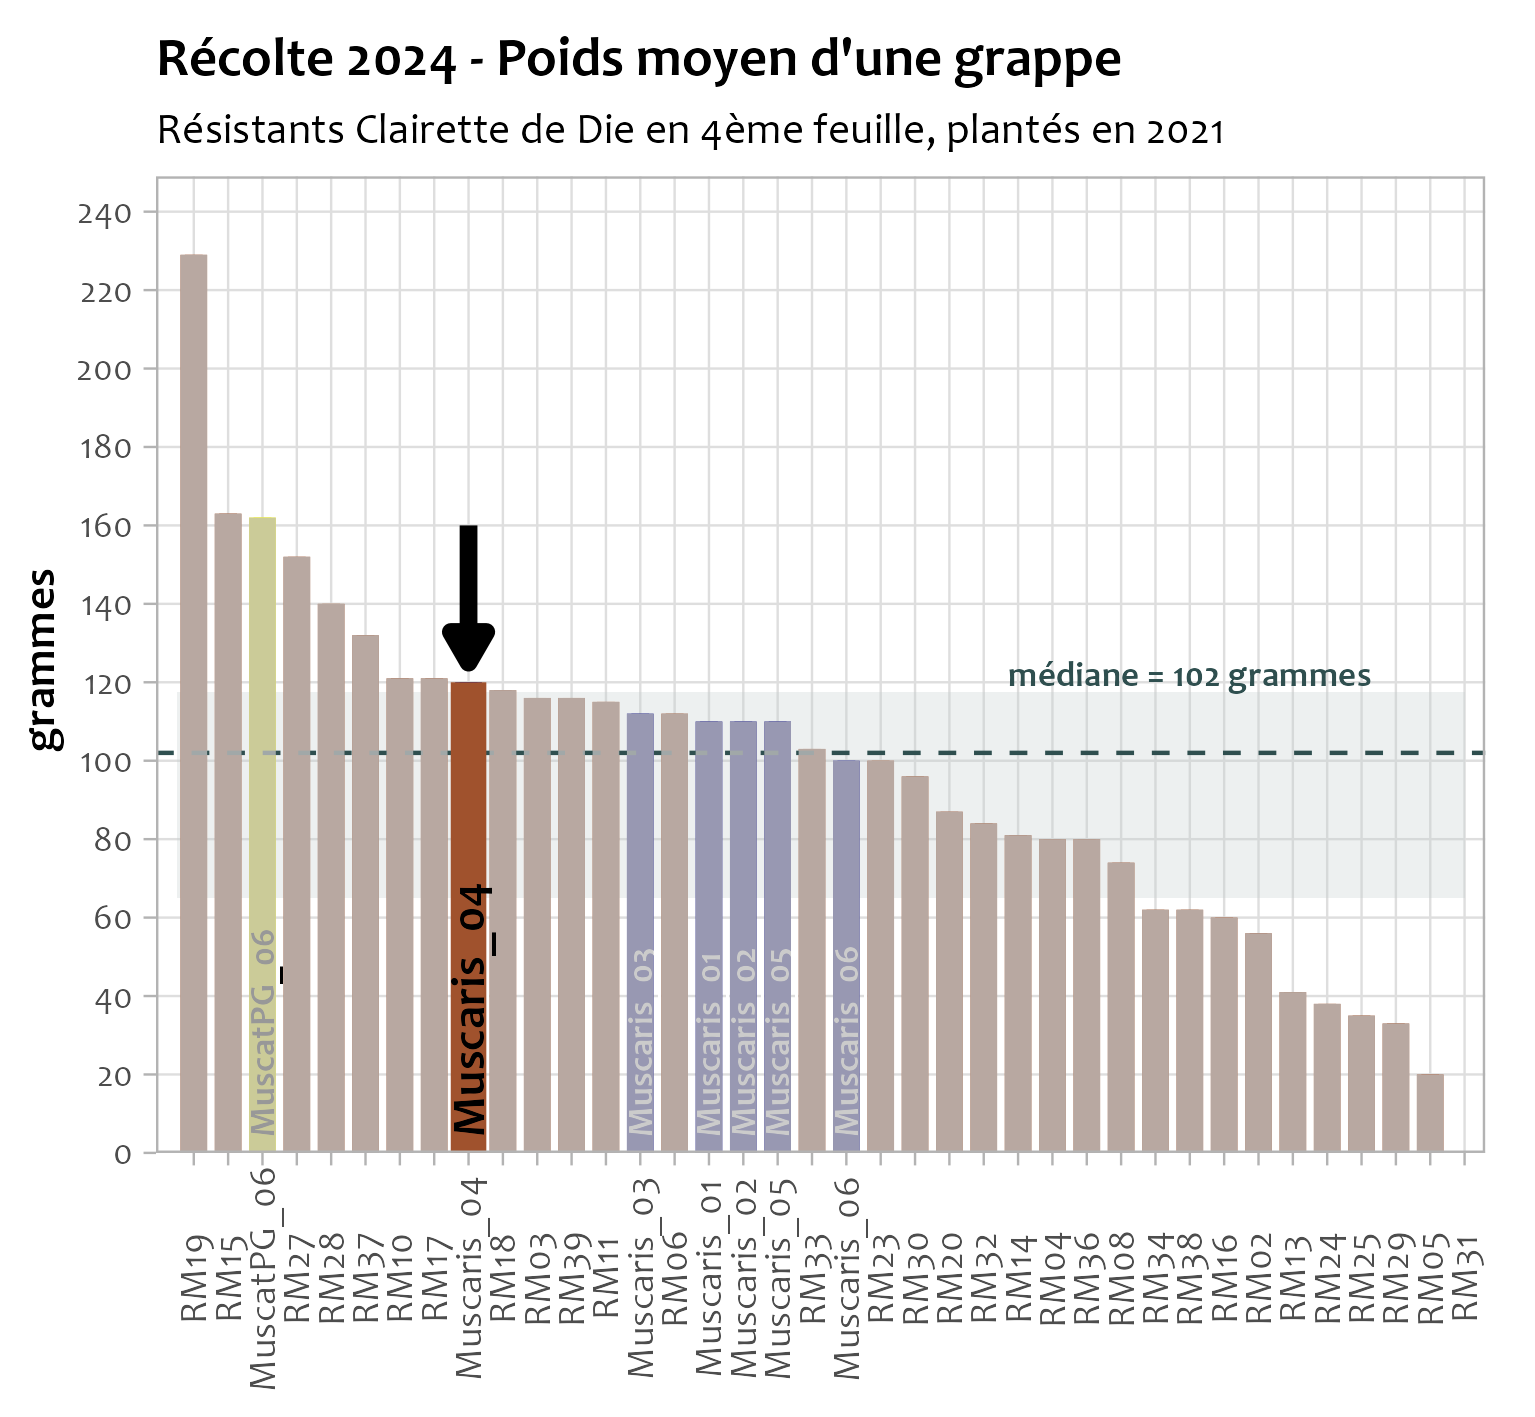 Récolte 2024 - Poids moyen d'une grappe
Résistants Clairette de Die en 4ème feuille, plantés en 2021
grammes
240
220
200
180
160
140
120
100
80
60
40
20
0
médiane = 102 grammes
MuscatPG_06
Muscaris_04
Muscaris_03
Muscaris_01
Muscaris_02
Muscaris_05
Muscaris_06
RM19
RM15
MuscatPG_06
RM27
RM28
RM37
RM10
RM17
Muscaris_04
RM18
RM03
RM39
RM11
Muscaris_03
RM06
Muscaris_01
Muscaris_02
Muscaris_05
RM33
Muscaris_06
RM23
RM30
RM20
RM32
RM14
RM04
RM36
RM08
RM34
RM38
RM16
RM02
RM13
RM24
RM25
RM29
RM05
RM31